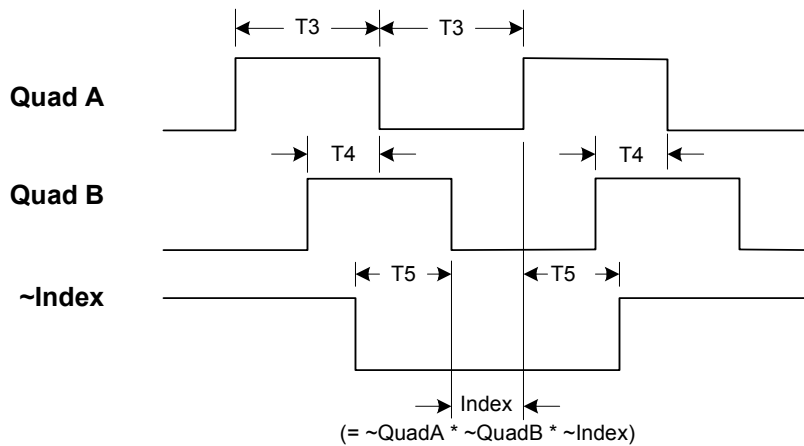 T3 T3
Quad A
T4 T4
Quad B
T5 T5
~Index
Index
(= ~QuadA * ~QuadB * ~Index)